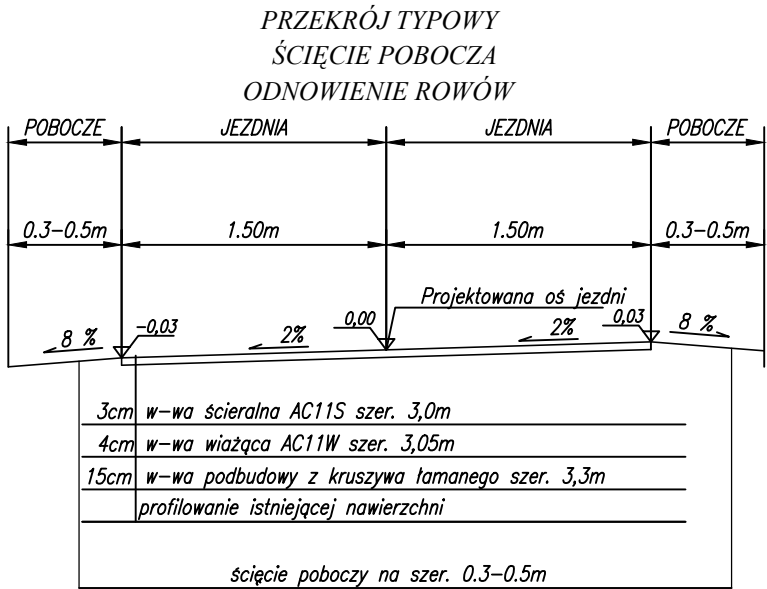 PRZEKRÓJ TYPOWY
ŚCIĘCIE POBOCZA
ODNOWIENIE ROWÓW
POBOCZE JEZDNIA JEZDNIA POBOCZE
0.3-0.5m 1.50m 1.50m 0.3-0.5m
Projektowana oś jezdni
8 % -0,03 2% 0,00 2% 0,03 8 %
3cm w-wa ścieralna AC11S szer. 3,0m
4cm w-wa wiażąca AC11W szer. 3,05m
15cm w-wa podbudowy z kruszywa łamanego szer. 3,3m
profilowanie istniejącej nawierzchni
ścięcie poboczy na szer. 0.3-0.5m